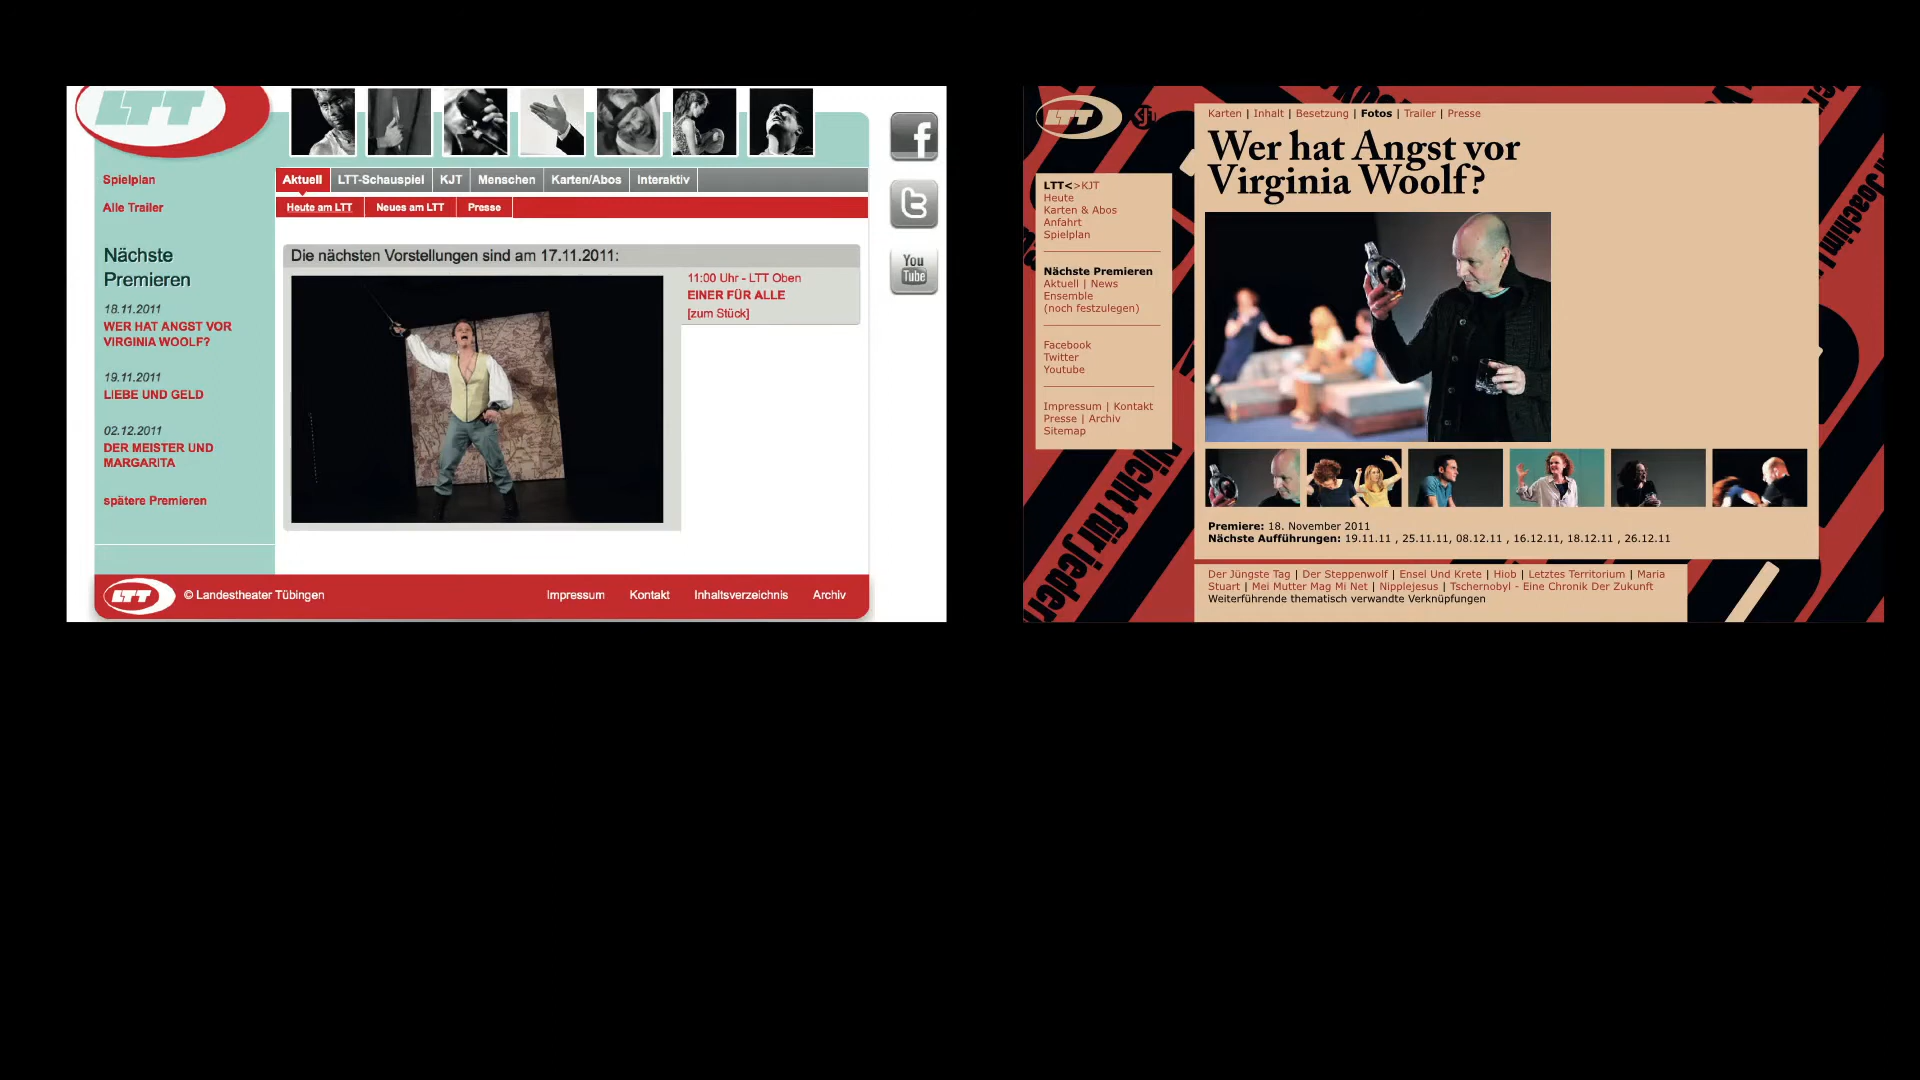 LTT
Spielplan
Alle Trailer
Nächste
Premieren
18.11.2011
WER HAT ANGST VOR
VIRGINIA WOOLF?
19.11.2011
LIEBE UND GELD
02.12.2011
DER MEISTER UND
MARGARITA
spätere Premieren
Aktuell LTT-Schauspiel KJT Menschen Karten/Abos Interaktiv
Heute am LTT Neues am LTT Presse
Die nächsten Vorstellungen sind am 17.11.2011:
11:00 Uhr - LTT Oben
EINER FÜR ALLE
[zum Stück]
f
t
You
Tube
LTT © Landestheater Tübingen Impressum Kontakt Inhaltsverzeichnis Archiv
LTT
LTT<>KJT
Heute
Karten & Abos
Anfahrt
Spielplan
Nächste Premieren
Aktuell | News
Ensemble
(noch festzulegen)
Facebook
Twitter
Youtube
Impressum | Kontakt
Presse | Archiv
Sitemap
Karten | Inhalt | Besetzung | Fotos | Trailer | Presse
Wer hat Angst vor
Virginia Woolf?
Premiere: 18. November 2011
Nächste Aufführungen: 19.11.11 , 25.11.11, 08.12.11 , 16.12.11, 18.12.11 , 26.12.11
Der Jüngste Tag | Der Steppenwolf | Ensel Und Krete | Hiob | Letztes Territorium | Maria
Stuart | Mei Mutter Mag Mi Net | Nipplejesus | Tschernobyl - Eine Chronik Der Zukunft
Weiterführende thematisch verwandte Verknüpfungen
Nicht für jeden